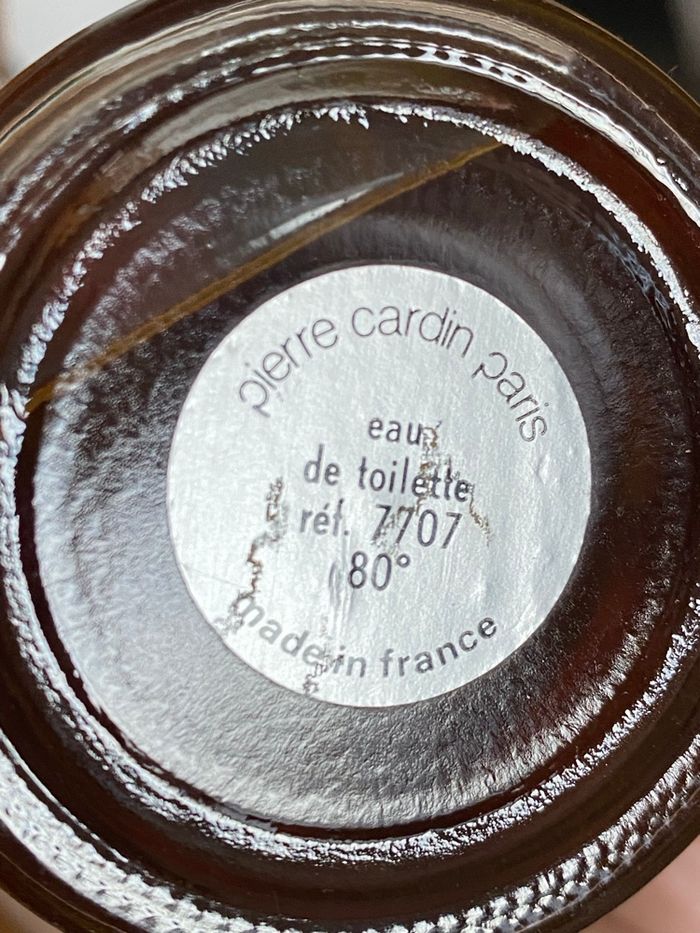 pierre cardin paris
eau
de toilette
réf. 7707
80°
made in france